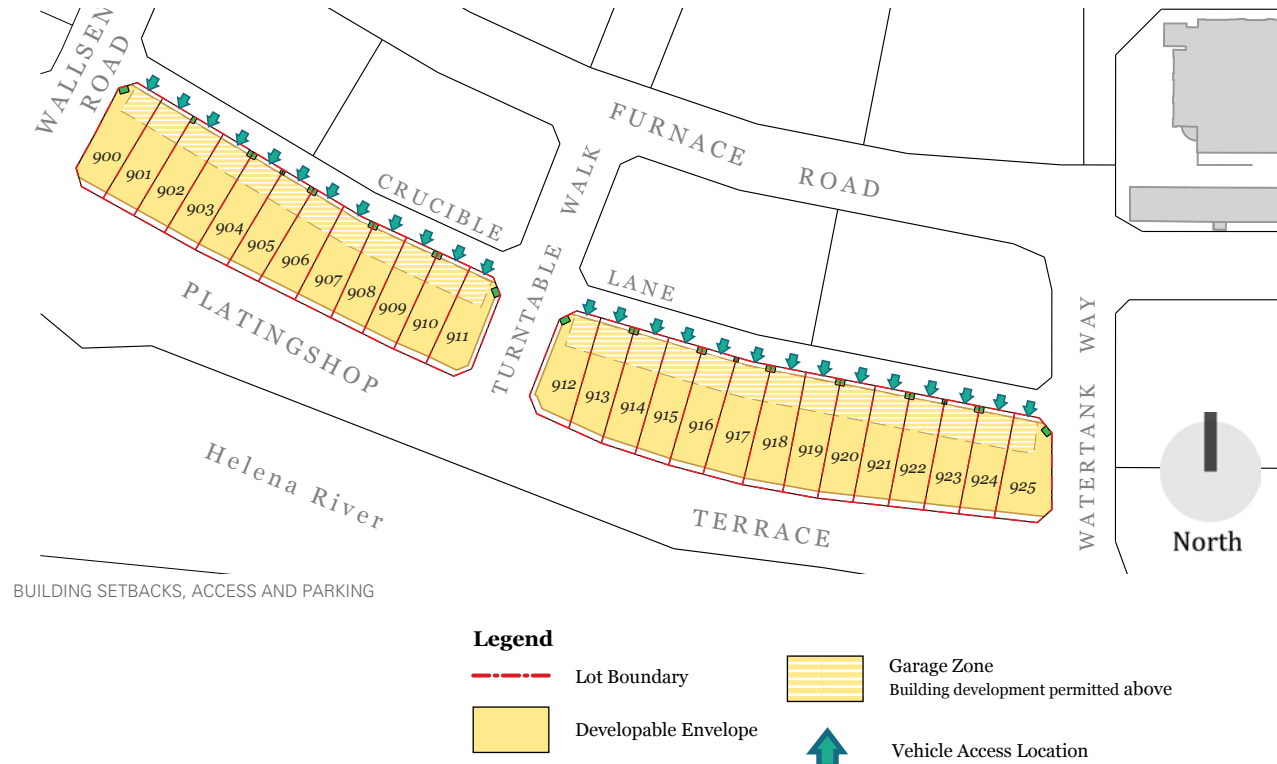 WALLSEN
ROAD
FURNACE
ROAD
CRUCIBLE
LANE
TURNTABLE WALK
PLATINGSHOP
TERRACE
WATERTANK WAY
Helena River
900
901
902
903
904
905
906
907
908
909
910
911
912
913
914
915
916
917
918
919
920
921
922
923
924
925
North
BUILDING SETBACKS, ACCESS AND PARKING
Legend
Lot Boundary
Developable Envelope
Garage Zone
Building development permitted above
Vehicle Access Location